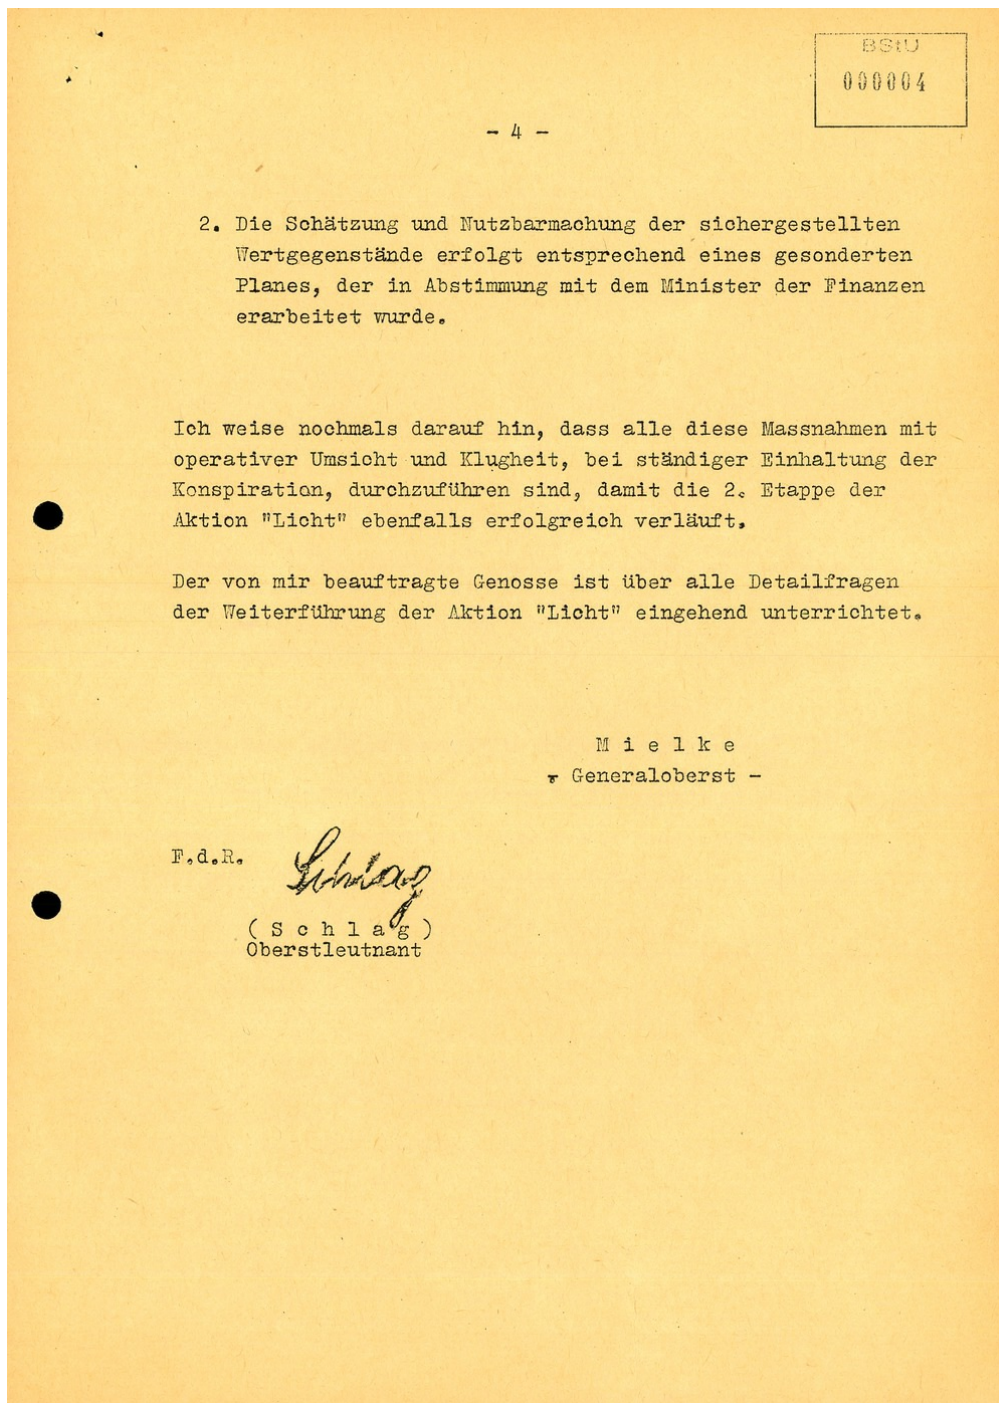 BStU
000004
- 4 -
2. Die Schätzung und Nutzbarmachung der sichergestellten
Wertgegenstände erfolgt entsprechend eines gesonderten
Planes, der in Abstimmung mit dem Minister der Finanzen
erarbeitet wurde.
Ich weise nochmals darauf hin, dass alle diese Massnahmen mit
operativer Umsicht und Klugheit, bei ständiger Einhaltung der
Konspiration, durchzuführen sind, damit die 2. Etappe der
Aktion "Licht" ebenfalls erfolgreich verläuft.
Der von mir beauftragte Genosse ist über alle Detailfragen
der Weiterführung der Aktion "Licht" eingehend unterrichtet.
M i e l k e
- Generaloberst -
F.d.R.
Schlag
( S c h l a g )
Oberstleutnant